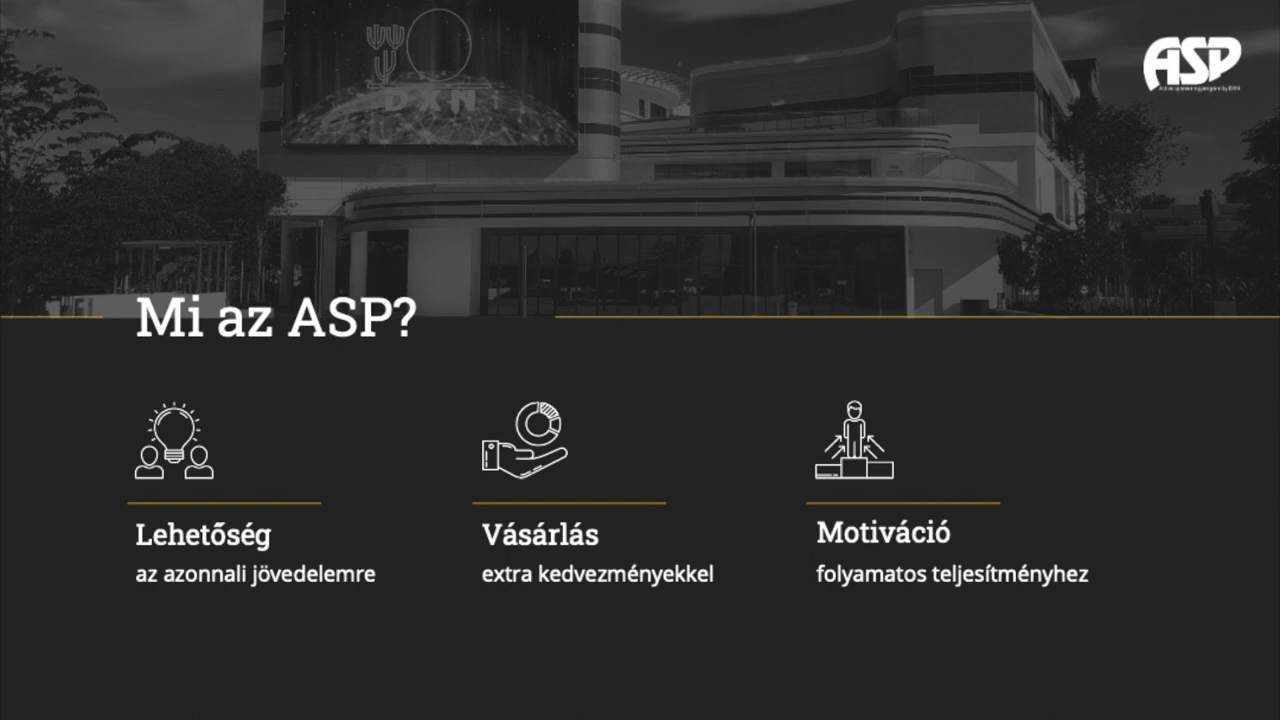 DXN
ASP
Mi az ASP?
Lehetőség
az azonnali jövedelemre
Vásárlás
extra kedvezményekkel
Motiváció
folyamatos teljesítményhez